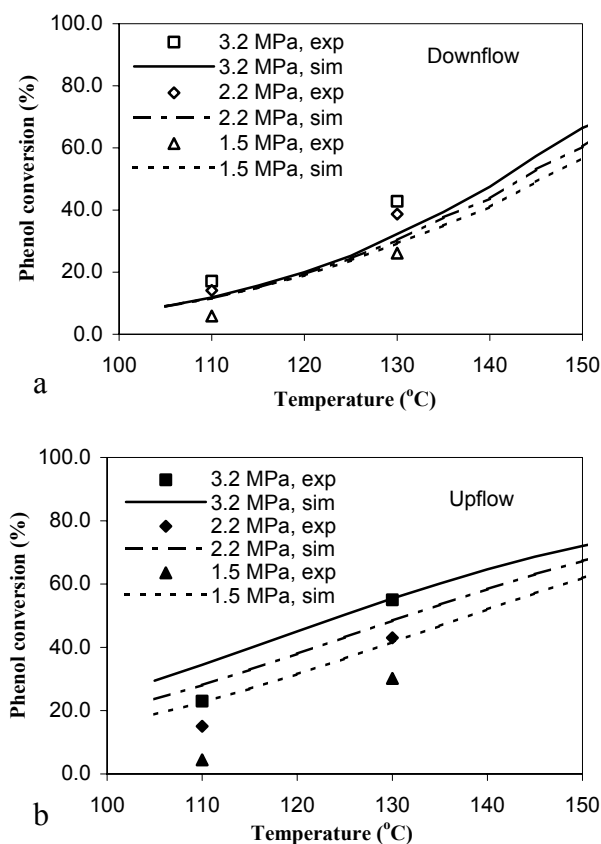 100.0
80.0
60.0
40.0
20.0
0.0
Phenol conversion (%)
3.2 MPa, exp
3.2 MPa, sim
2.2 MPa, exp
2.2 MPa, sim
1.5 MPa, exp
1.5 MPa, sim
Downflow
100 110 120 130 140 150
Temperature (°C)
a
100.0
80.0
60.0
40.0
20.0
0.0
Phenol conversion (%)
3.2 MPa, exp
3.2 MPa, sim
2.2 MPa, exp
2.2 MPa, sim
1.5 MPa, exp
1.5 MPa, sim
Upflow
100 110 120 130 140 150
Temperature (°C)
b